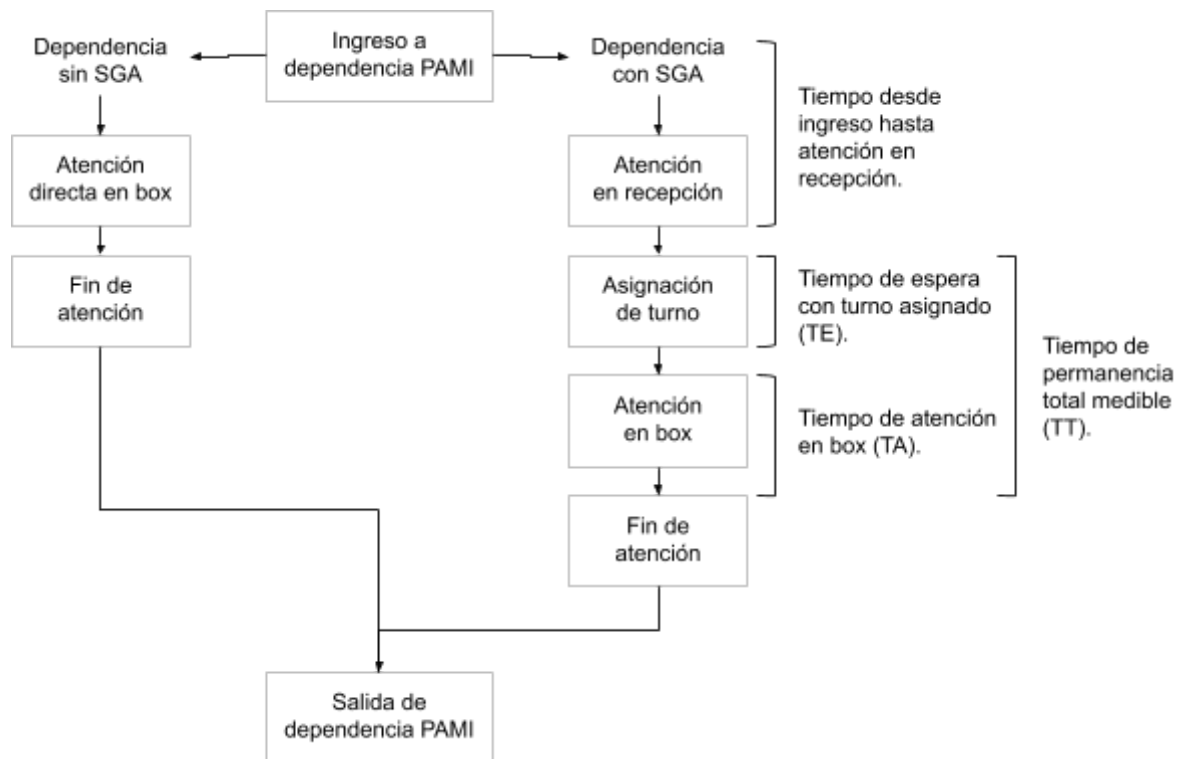 Ingreso a
dependencia PAMI
Dependencia
sin SGA
Dependencia
con SGA
Tiempo desde
ingreso hasta
atención en
recepción.
Atención
directa en box
Atención
en recepción
Fin de
atención
Asignación
de turno
Tiempo de espera
con turno asignado
(TE).
Tiempo de
permanencia
total medible
(TT).
Atención
en box
Tiempo de atención
en box (TA).
Fin de
atención
Salida de
dependencia PAMI